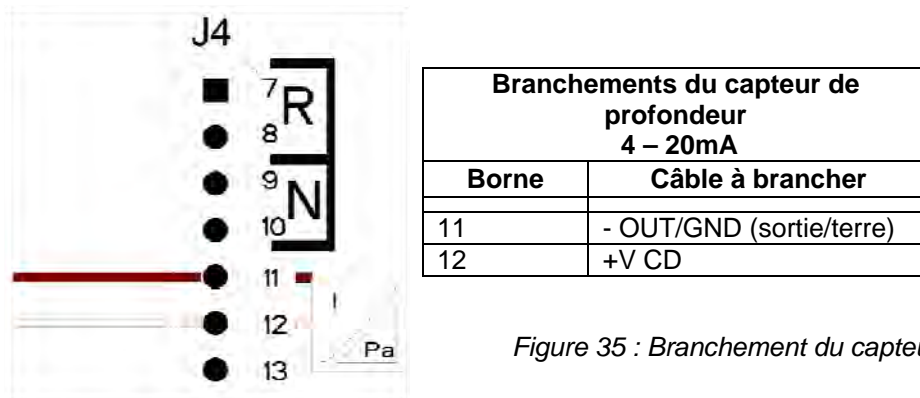 J4
7
R
8
9
N
10
11
12
Pa
13
Branchements du capteur de
profondeur
4 – 20mA
Borne Câble à brancher
11 - OUT/GND (sortie/terre)
12 +V CD
Figure 35 : Branchement du capteu